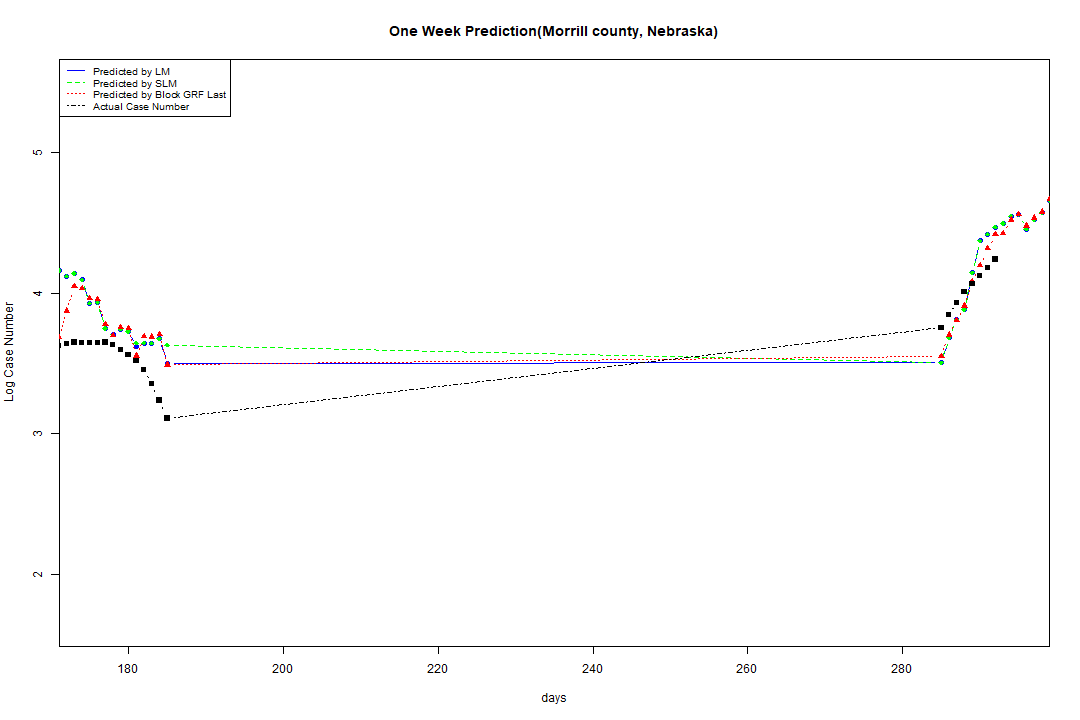 One Week Prediction(Morrill county, Nebraska)
Predicted by LM
Predicted by SLM
Predicted by Block GRF Last
Actual Case Number
5
4
3
2
Log Case Number
180 200 220 240 260 280
days